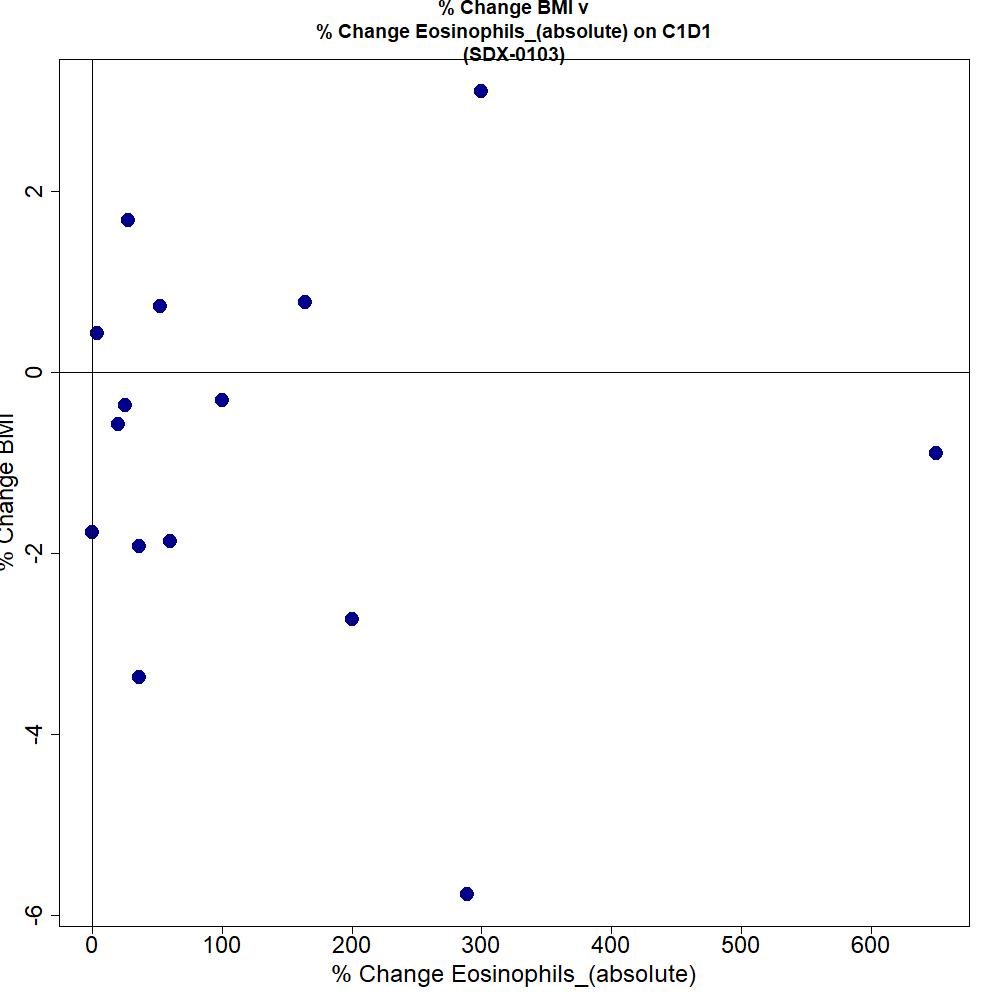 % Change BMI v
% Change Eosinophils_(absolute) on C1D1
(SDX-0103)
% Change BMI
2
0
-2
-4
-6
0 100 200 300 400 500 600
% Change Eosinophils_(absolute)